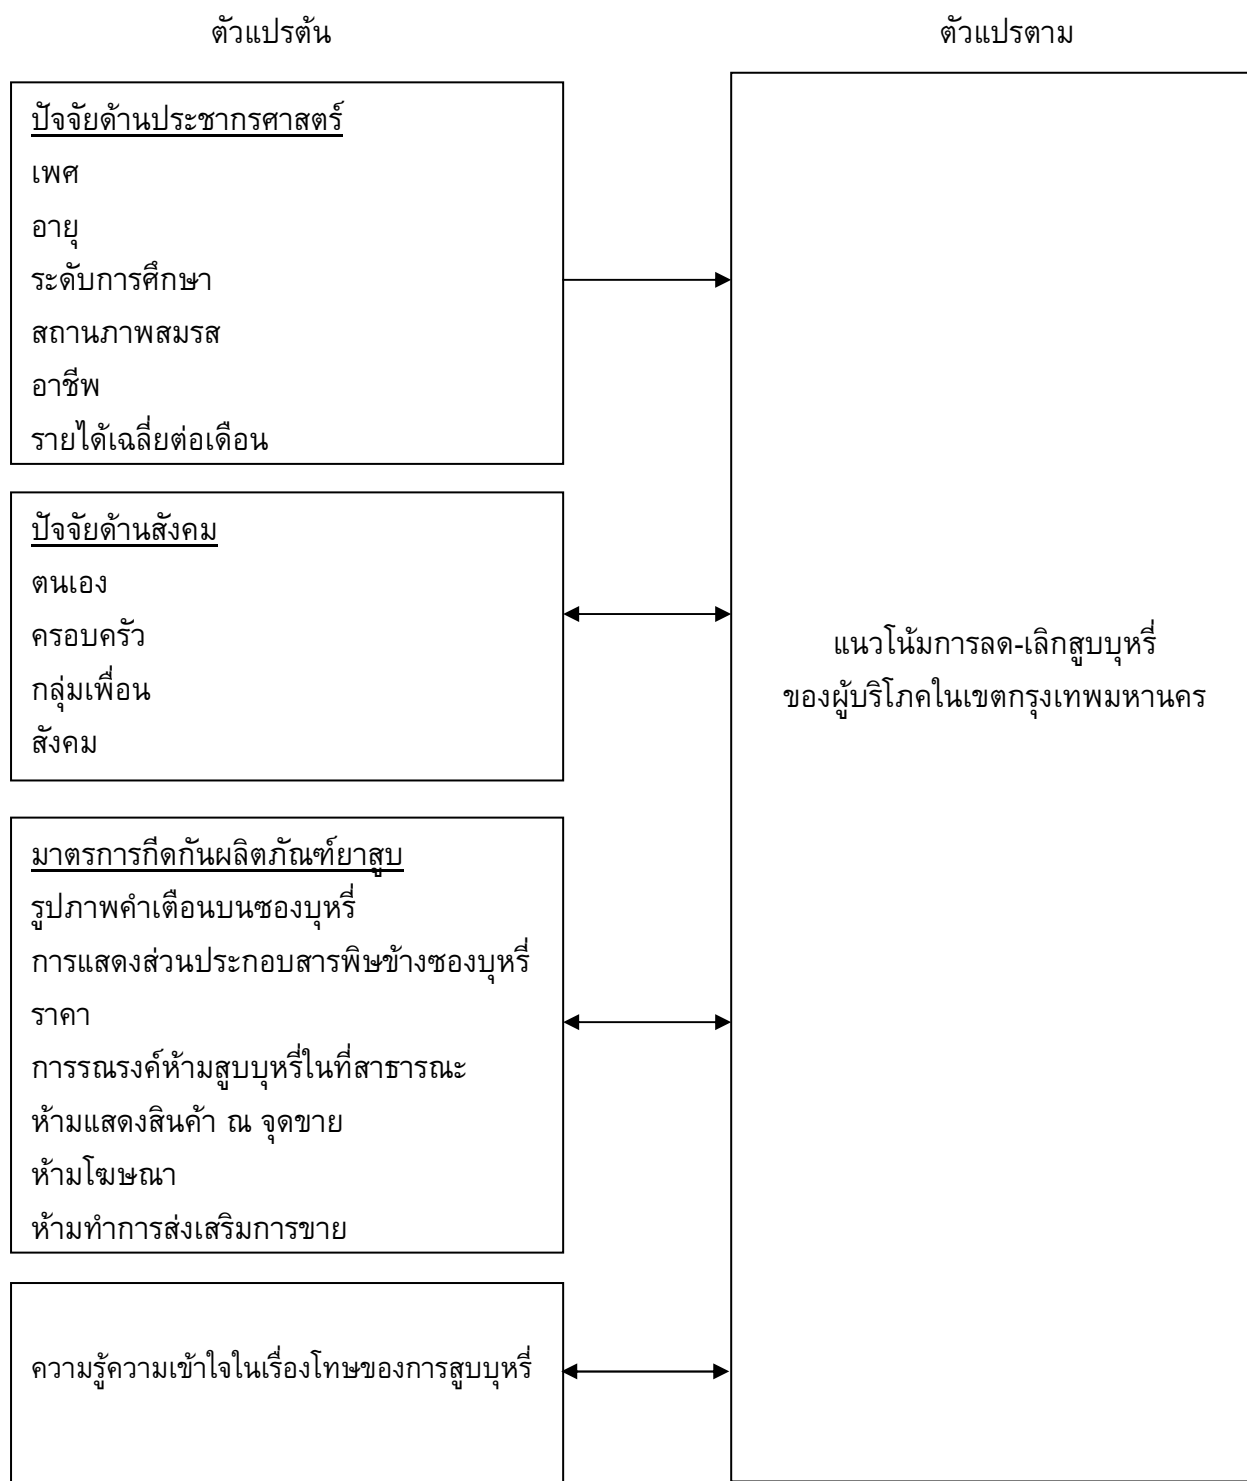 ตัวแปรต้น
ตัวแปรตาม
ปัจจัยด้านประชากรศาสตร์
เพศ
อายุ
ระดับการศึกษา
สถานภาพสมรส
อาชีพ
รายได้เฉลี่ยต่อเดือน
ปัจจัยด้านสังคม
ตนเอง
ครอบครัว
กลุ่มเพื่อน
สังคม
มาตรการกีดกันผลิตภัณฑ์ยาสูบ
รูปภาพคำเตือนบนซองบุหรี่
การแสดงส่วนประกอบสารพิษข้างซองบุหรี่
ราคา
การรณรงค์ห้ามสูบบุหรี่ในที่สาธารณะ
ห้ามแสดงสินค้า ณ จุดขาย
ห้ามโฆษณา
ห้ามทำการส่งเสริมการขาย
ความรู้ความเข้าใจในเรื่องโทษของการสูบบุหรี่
แนวโน้มการลด-เลิกสูบบุหรี่
ของผู้บริโภคในเขตกรุงเทพมหานคร